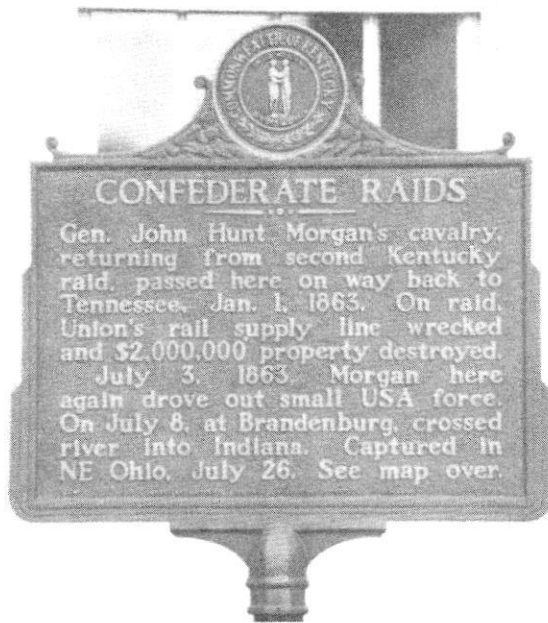 COMMONWEALTH OF KENTUCKY
CONFEDERATE RAIDS
Gen. John Hunt Morgan's cavalry,
returning from second Kentucky
raid, passed here on way back to
Tennessee, Jan. 1, 1863. On raid,
Union's rail supply line wrecked
and $2,000,000 property destroyed.
July 3, 1863, Morgan here
again drove out small USA force.
On July 8, at Brandenburg, crossed
river into Indiana. Captured in
NE Ohio, July 26. See map over.